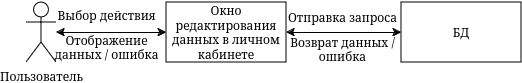 Выбор действия
Отображение
данных / ошибка
Пользователь
Окно
редактирования
данных в личном
кабинете
Отправка запроса
Возврат данных /
ошибка
БД